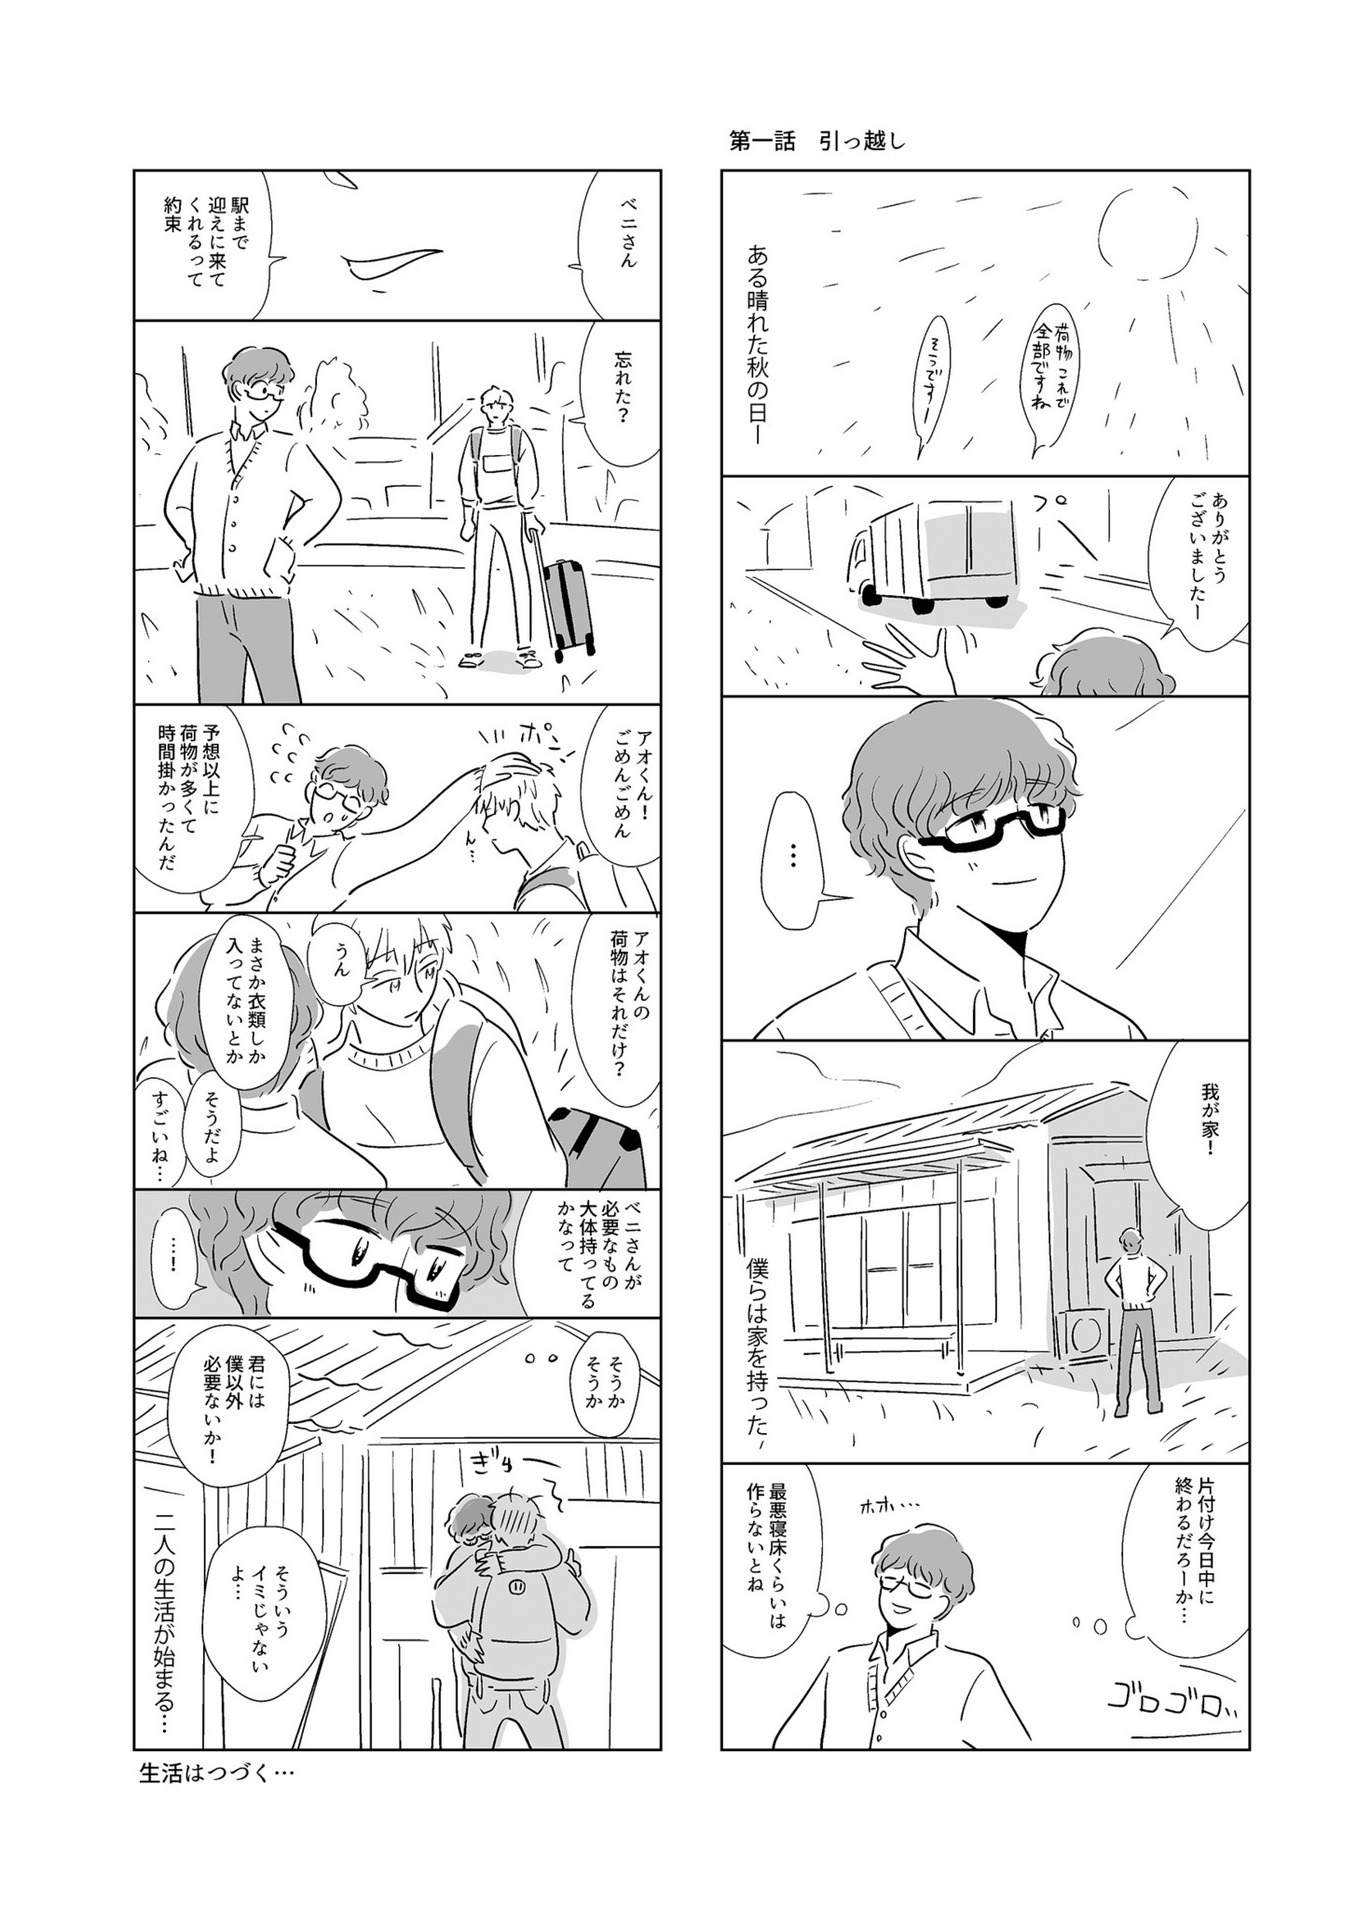 第一話　引っ越し
荷物 これで
全部ですね
そうですー
ある晴れた秋の日ー
ありがとう
ございましたー
プー
…
我が家！
僕らは家を持った、
片付け今日中に
終わるだろーか…
ホホ…
最悪寝床くらいは
作らないとね
ゴロゴロ…
ベニさん
駅まで
迎えに来て
くれるって
約束
忘れた？
アオくん！
ごめんごめん
ポン
ん…
予想以上に
荷物が多くて
時間掛かったんだ
アオくんの
荷物はそれだけ？
うん
まさか衣類しか
入ってないとか
そうだよ
すごいね…
ベニさんが
必要なもの
大体持ってる
かなって
…！
そうか
そうか
君には
僕以外
必要ないか！
ぎゅ
そういう
イミじゃない
よ…
二人の生活が始まる…
生活はつづく…